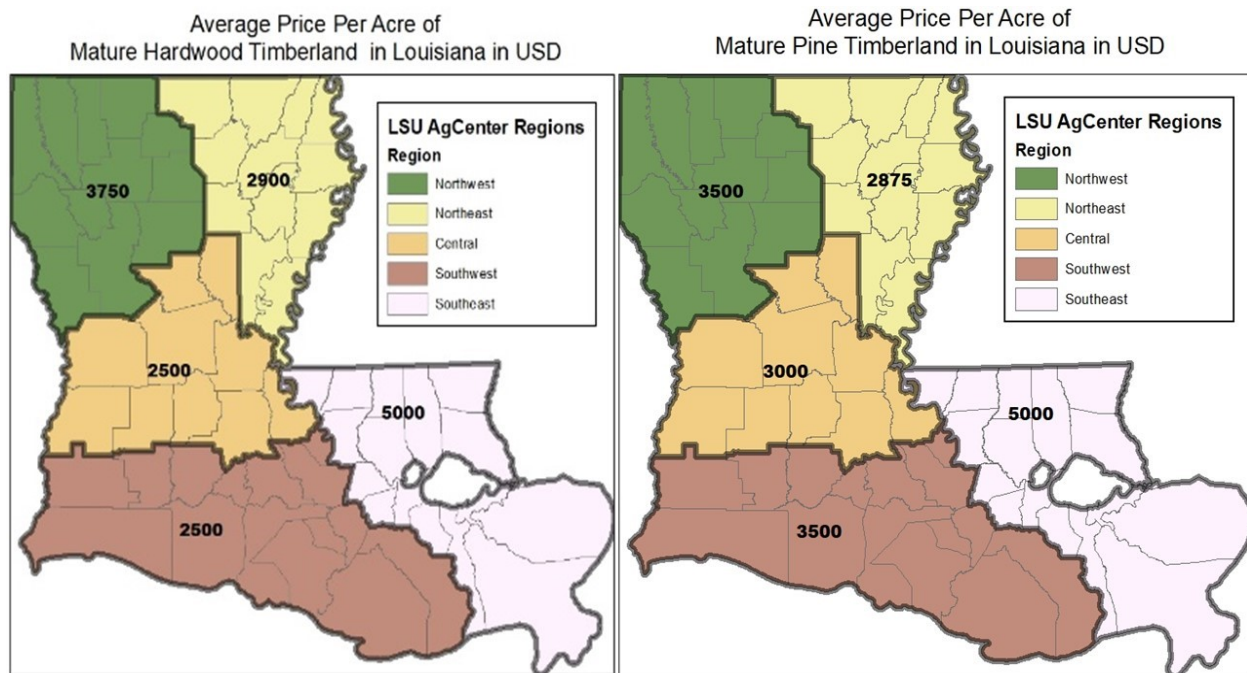 Average Price Per Acre of
Mature Hardwood Timberland in Louisiana in USD
3750
2900
2500
5000
2500
LSU AgCenter Regions
Region
Northwest
Northeast
Central
Southwest
Southeast
Average Price Per Acre of
Mature Pine Timberland in Louisiana in USD
3500
2875
3000
5000
3500
LSU AgCenter Regions
Region
Northwest
Northeast
Central
Southwest
Southeast